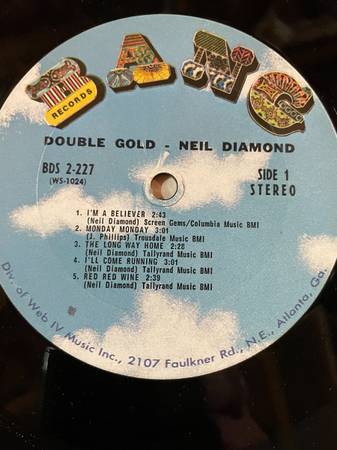 BANG
RECORDS
DOUBLE GOLD - NEIL DIAMOND
BDS 2-227
(WS-1024)
SIDE 1
STEREO
1. I'M A BELIEVER 2:43
(Neil Diamond) Screen Gems/Columbia Music BMI
2. MONDAY MONDAY 3:01
(J. Phillips) Trousdale Music BMI
3. THE LONG WAY HOME 2:28
(Neil Diamond) Tallyrand Music BMI
4. I'LL COME RUNNING 3:01
(Neil Diamond) Tallyrand Music BMI
5. RED RED WINE 2:39
(Neil Diamond) Tallyrand Music BMI
Div. of Web IV Music Inc., 2107 Faulkner Rd., N.E., Atlanta, Ga.